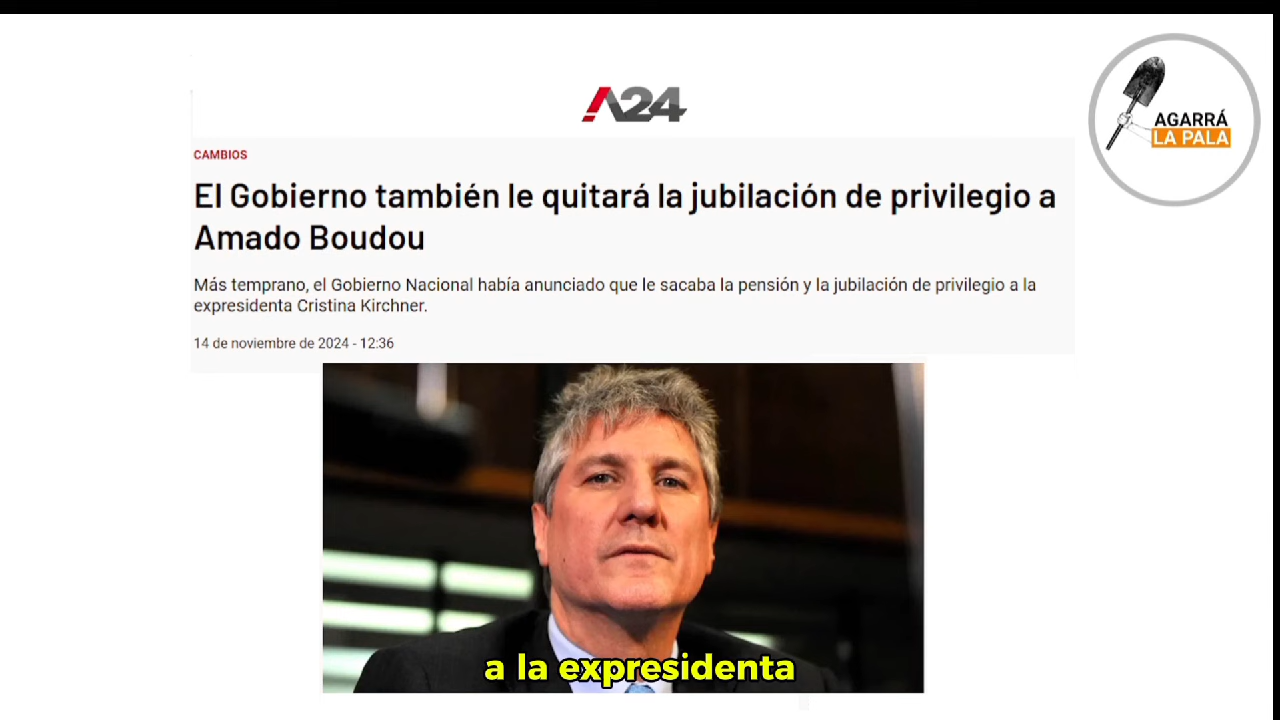 A24
AGARRÁ
LA PALA
CAMBIOS
El Gobierno también le quitará la jubilación de privilegio a
Amado Boudou
Más temprano, el Gobierno Nacional había anunciado que le sacaba la pensión y la jubilación de privilegio a la
expresidenta Cristina Kirchner.
14 de noviembre de 2024 - 12:36
a la expresidenta